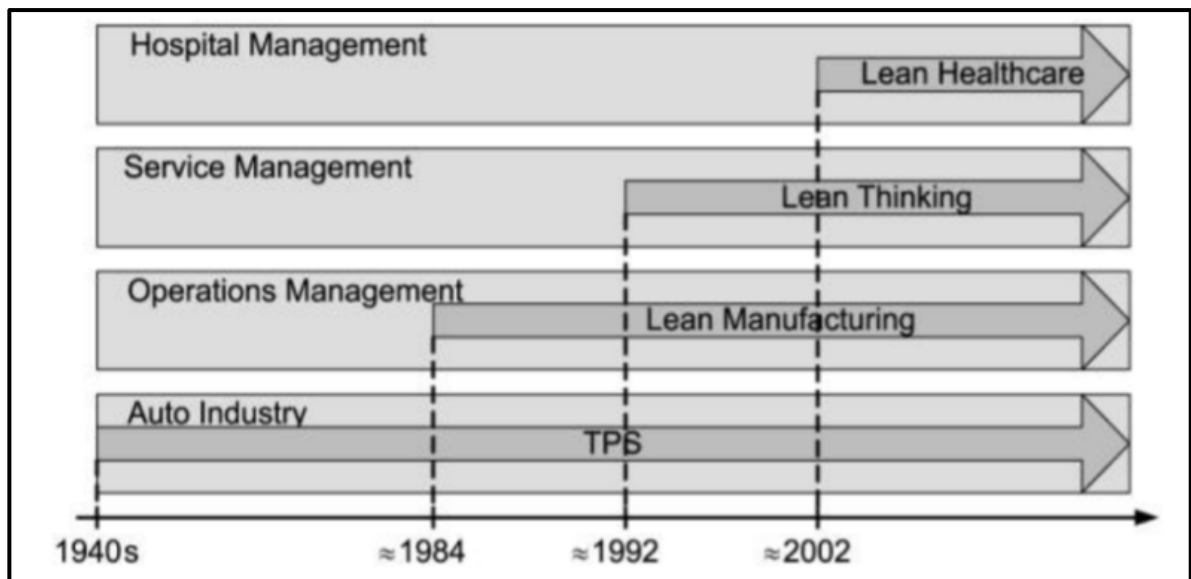 Hospital Management
Lean Healthcare
Service Management
Lean Thinking
Operations Management
Lean Manufacturing
Auto Industry
TPS
1940s ≈1984 ≈1992 ≈2002